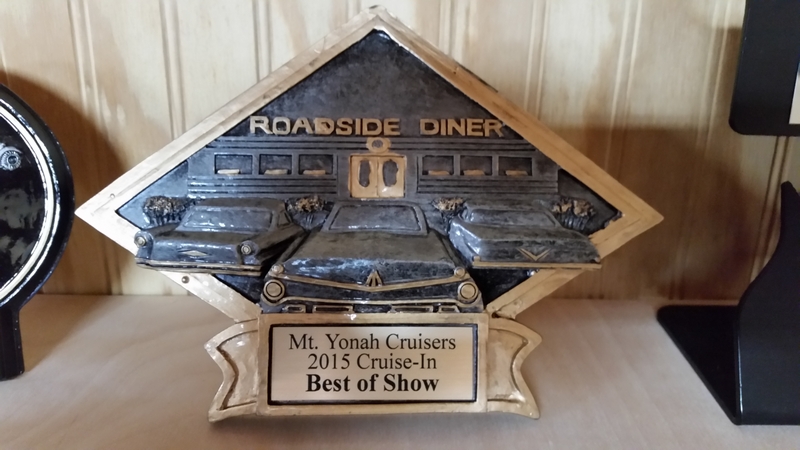 ROADSIDE DINER
Mt. Yonah Cruisers
2015 Cruise-In
Best of Show